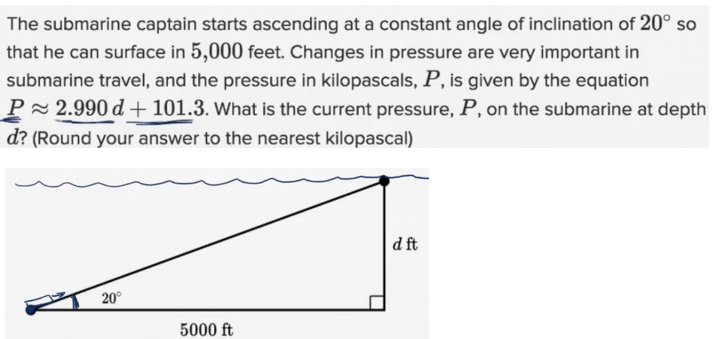 The submarine captain starts ascending at a constant angle of inclination of 20° so
that he can surface in 5,000 feet. Changes in pressure are very important in
submarine travel, and the pressure in kilopascals, P, is given by the equation
P ≈ 2.990 d + 101.3. What is the current pressure, P, on the submarine at depth
d? (Round your answer to the nearest kilopascal)
d ft
20°
5000 ft